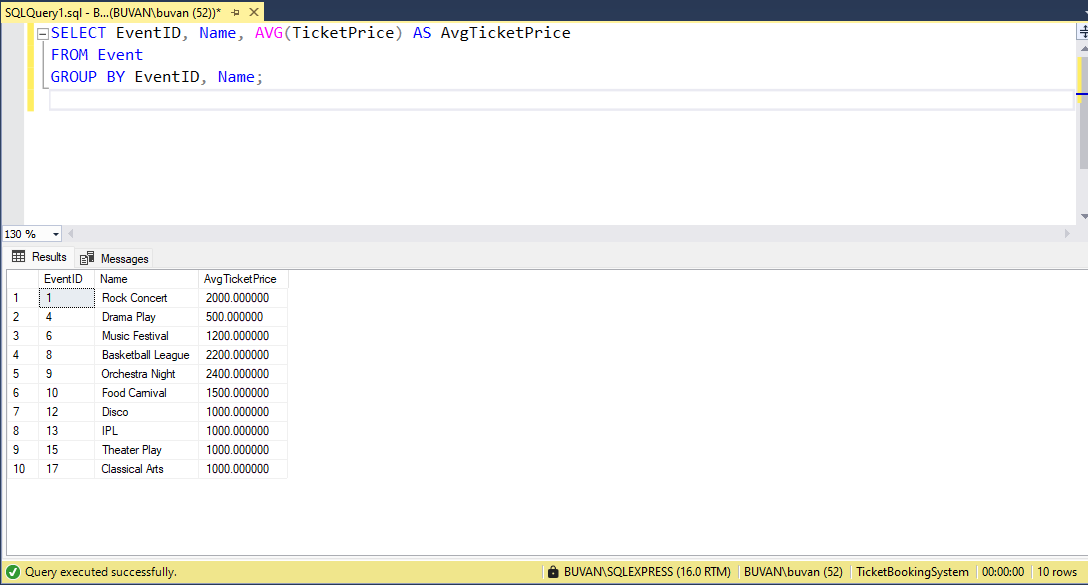 SQLQuery1.sql - B...(BUVAN\buvan (52))*
SELECT EventID, Name, AVG(TicketPrice) AS AvgTicketPrice
FROM Event
GROUP BY EventID, Name;
130 %
Results Messages
EventID Name AvgTicketPrice
1 1 Rock Concert 2000.000000
2 4 Drama Play 500.000000
3 6 Music Festival 1200.000000
4 8 Basketball League 2200.000000
5 9 Orchestra Night 2400.000000
6 10 Food Carnival 1500.000000
7 12 Disco 1000.000000
8 13 IPL 1000.000000
9 15 Theater Play 1000.000000
10 17 Classical Arts 1000.000000
Query executed successfully. BUVAN\SQLEXPRESS (16.0 RTM) BUVAN\buvan (52) TicketBookingSystem 00:00:00 10 rows